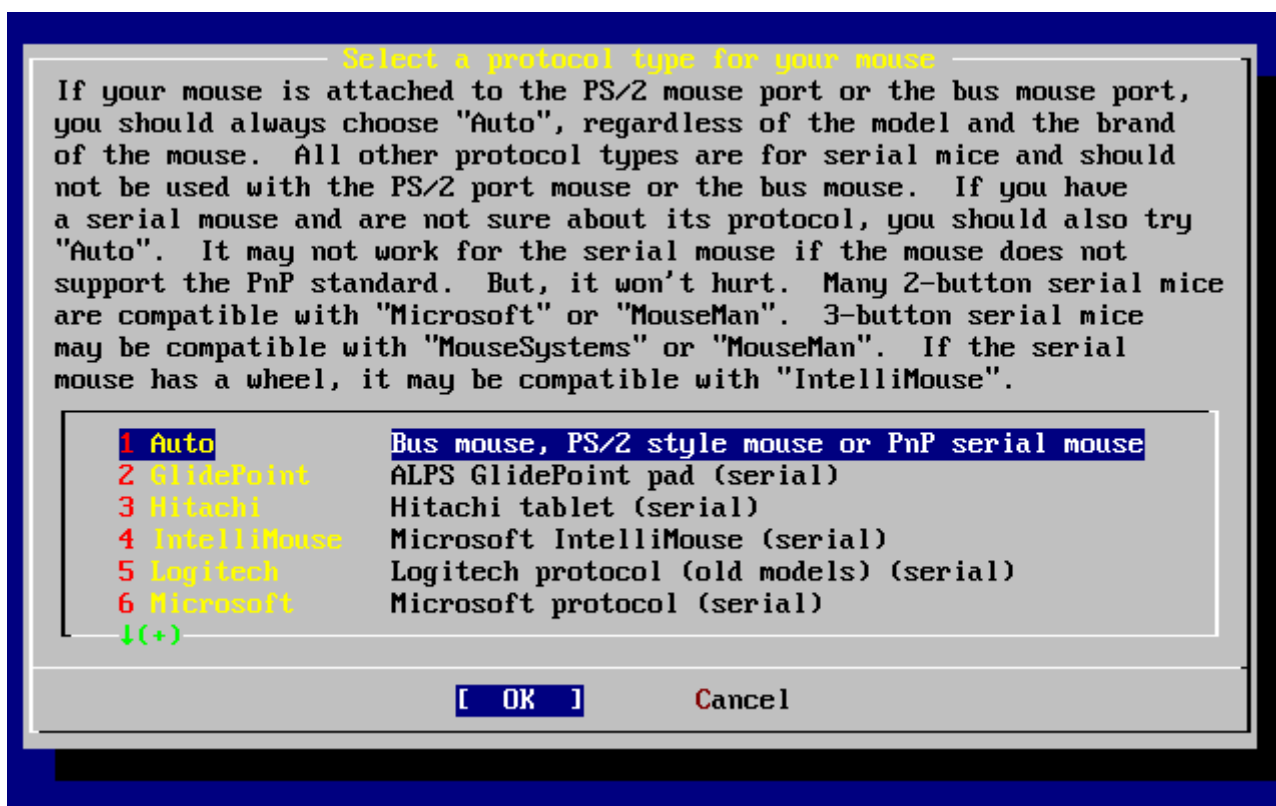 Select a protocol type for your mouse
If your mouse is attached to the PS/2 mouse port or the bus mouse port,
you should always choose "Auto", regardless of the model and the brand
of the mouse.  All other protocol types are for serial mice and should
not be used with the PS/2 port mouse or the bus mouse.  If you have
a serial mouse and are not sure about its protocol, you should also try
"Auto".  It may not work for the serial mouse if the mouse does not
support the PnP standard.  But, it won't hurt.  Many 2-button serial mice
are compatible with "Microsoft" or "MouseMan".  3-button serial mice
may be compatible with "MouseSystems" or "MouseMan".  If the serial
mouse has a wheel, it may be compatible with "IntelliMouse".
1 Auto Bus mouse, PS/2 style mouse or PnP serial mouse
2 GlidePoint ALPS GlidePoint pad (serial)
3 Hitachi Hitachi tablet (serial)
4 IntelliMouse Microsoft IntelliMouse (serial)
5 Logitech Logitech protocol (old models) (serial)
6 Microsoft Microsoft protocol (serial)
↓(+)
[ OK ] Cancel